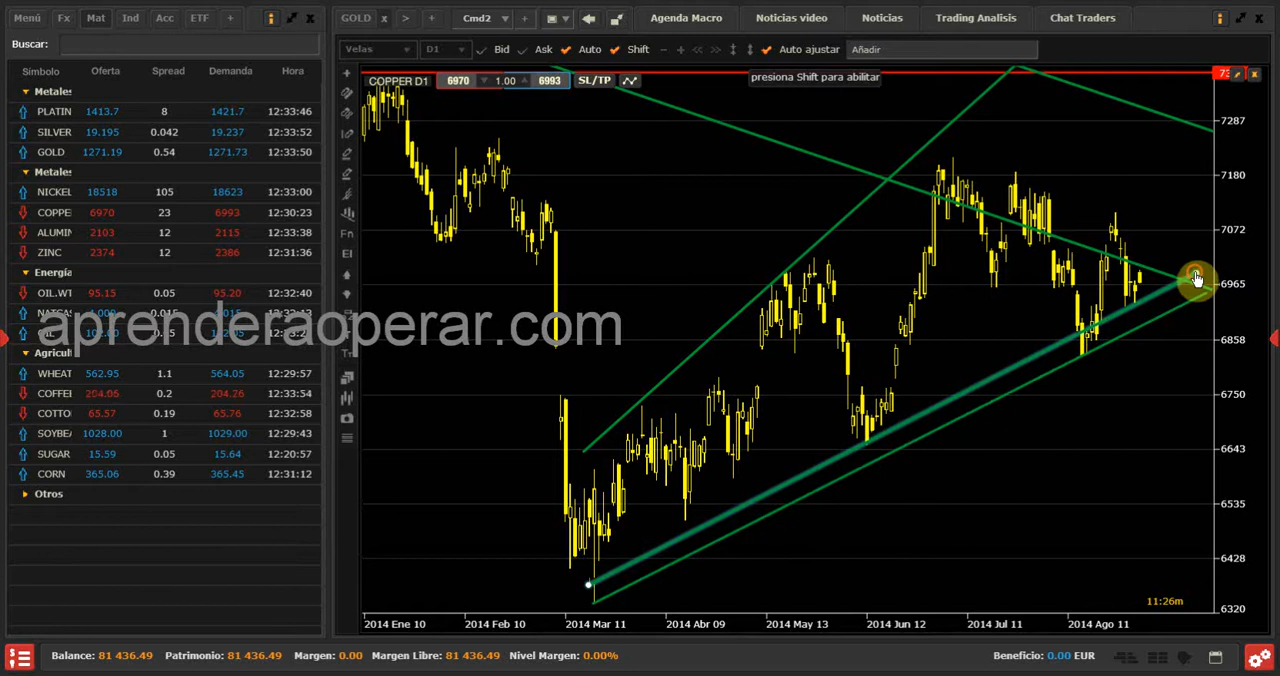 Menú Fx Mat Ind Acc ETF +
GOLD x > + Cmd2 +
Agenda Macro Noticias video Noticias Trading Analisis Chat Traders
Buscar:
Velas D1 Bid Ask Auto Shift Auto ajustar Añadir
Símbolo Oferta Spread Demanda Hora
COPPER D1 6970 1.00 6993 SL/TP
presiona Shift para abilitar
Metales
PLATIN 1413.7 8 1421.7 12:33:46
SILVER 19.195 0.042 19.237 12:33:52
GOLD 1271.19 0.54 1271.73 12:33:50
Metales
NICKEL 18518 105 18623 12:33:00
COPPE 6970 23 6993 12:30:23
ALUMIN 2103 12 2115 12:33:38
ZINC 2374 12 2386 12:31:36
Energía
OIL.WT 95.15 0.05 95.20 12:32:40
aprenderaoperar.com
Agricul
WHEAT 562.95 1.1 564.05 12:29:57
COFFEE 204.06 0.2 204.26 12:33:54
COTTO 65.57 0.19 65.76 12:32:58
SOYBEA 1028.00 1 1029.00 12:29:43
SUGAR 15.59 0.05 15.64 12:20:57
CORN 365.06 0.39 365.45 12:31:12
Otros
Fn
EI
7287
7180
7072
6965
6858
6750
6643
6535
6428
6320
11:26m
2014 Ene 10 2014 Feb 10 2014 Mar 11 2014 Abr 09 2014 May 13 2014 Jun 12 2014 Jul 11 2014 Ago 11
Balance: 81 436.49 Patrimonio: 81 436.49 Margen: 0.00 Margen Libre: 81 436.49 Nivel Margen: 0.00% Beneficio: 0.00 EUR